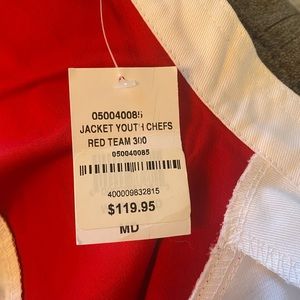 050040085
JACKET YOUTH CHEFS
RED TEAM 300
050040085
400009832815
$119.95
MD